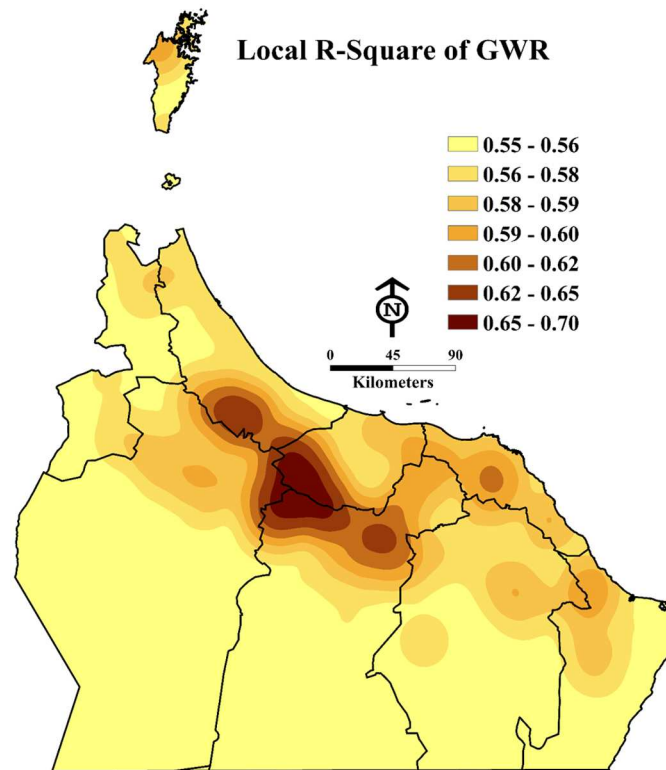 Local R-Square of GWR
0.55 - 0.56
0.56 - 0.58
0.58 - 0.59
0.59 - 0.60
0.60 - 0.62
0.62 - 0.65
0.65 - 0.70
N
0 45 90
Kilometers